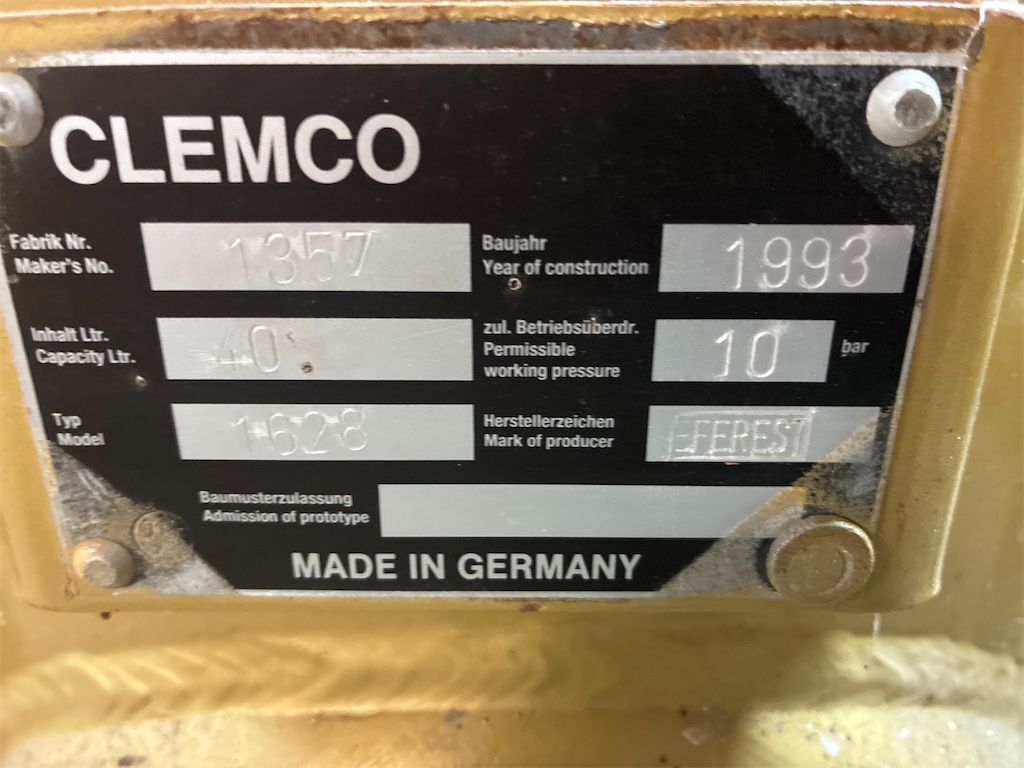 CLEMCO
Fabrik Nr.
Maker's No.
1357
Baujahr
Year of construction
1993
Inhalt Ltr.
Capacity Ltr.
40
zul. Betriebsüberdr.
Permissible
working pressure
10
bar
Typ
Model
1628
Herstellerzeichen
Mark of producer
EFEREST
Baumusterzulassung
Admission of prototype
MADE IN GERMANY